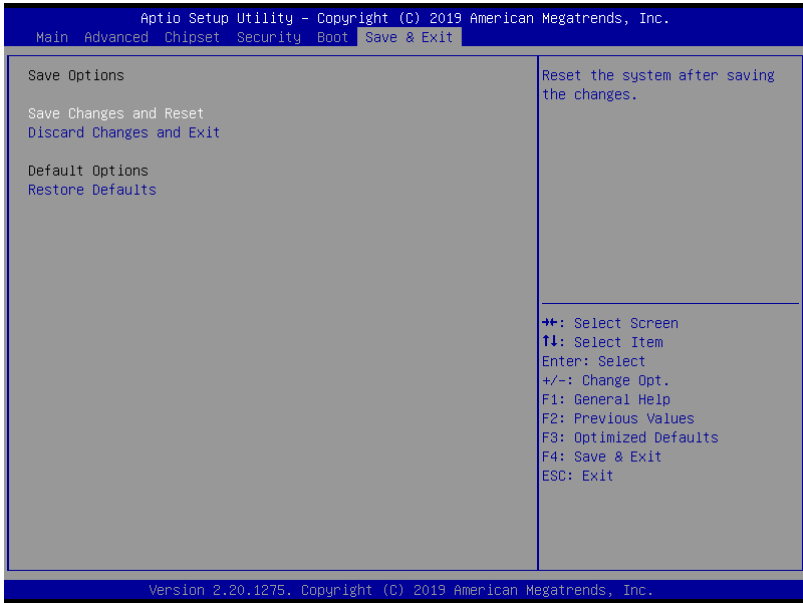 Aptio Setup Utility – Copyright (C) 2019 American Megatrends, Inc.
Main Advanced Chipset Security Boot Save & Exit
Save Options
Save Changes and Reset
Discard Changes and Exit
Default Options
Restore Defaults
Reset the system after saving
the changes.
→←: Select Screen
↑↓: Select Item
Enter: Select
+/-: Change Opt.
F1: General Help
F2: Previous Values
F3: Optimized Defaults
F4: Save & Exit
ESC: Exit
Version 2.20.1275. Copyright (C) 2019 American Megatrends, Inc.